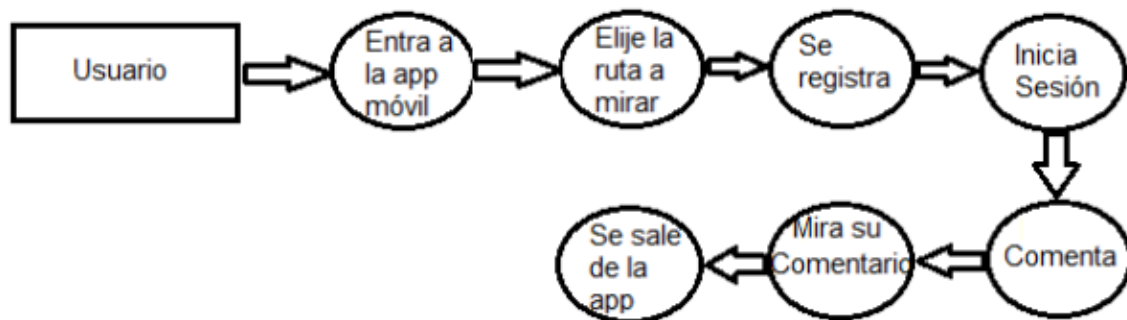 Usuario
Entra a
la app
móvil
Elije la
ruta a
mirar
Se
registra
Inicia
Sesión
Comenta
Mira su
Comentario
Se sale
de la
app